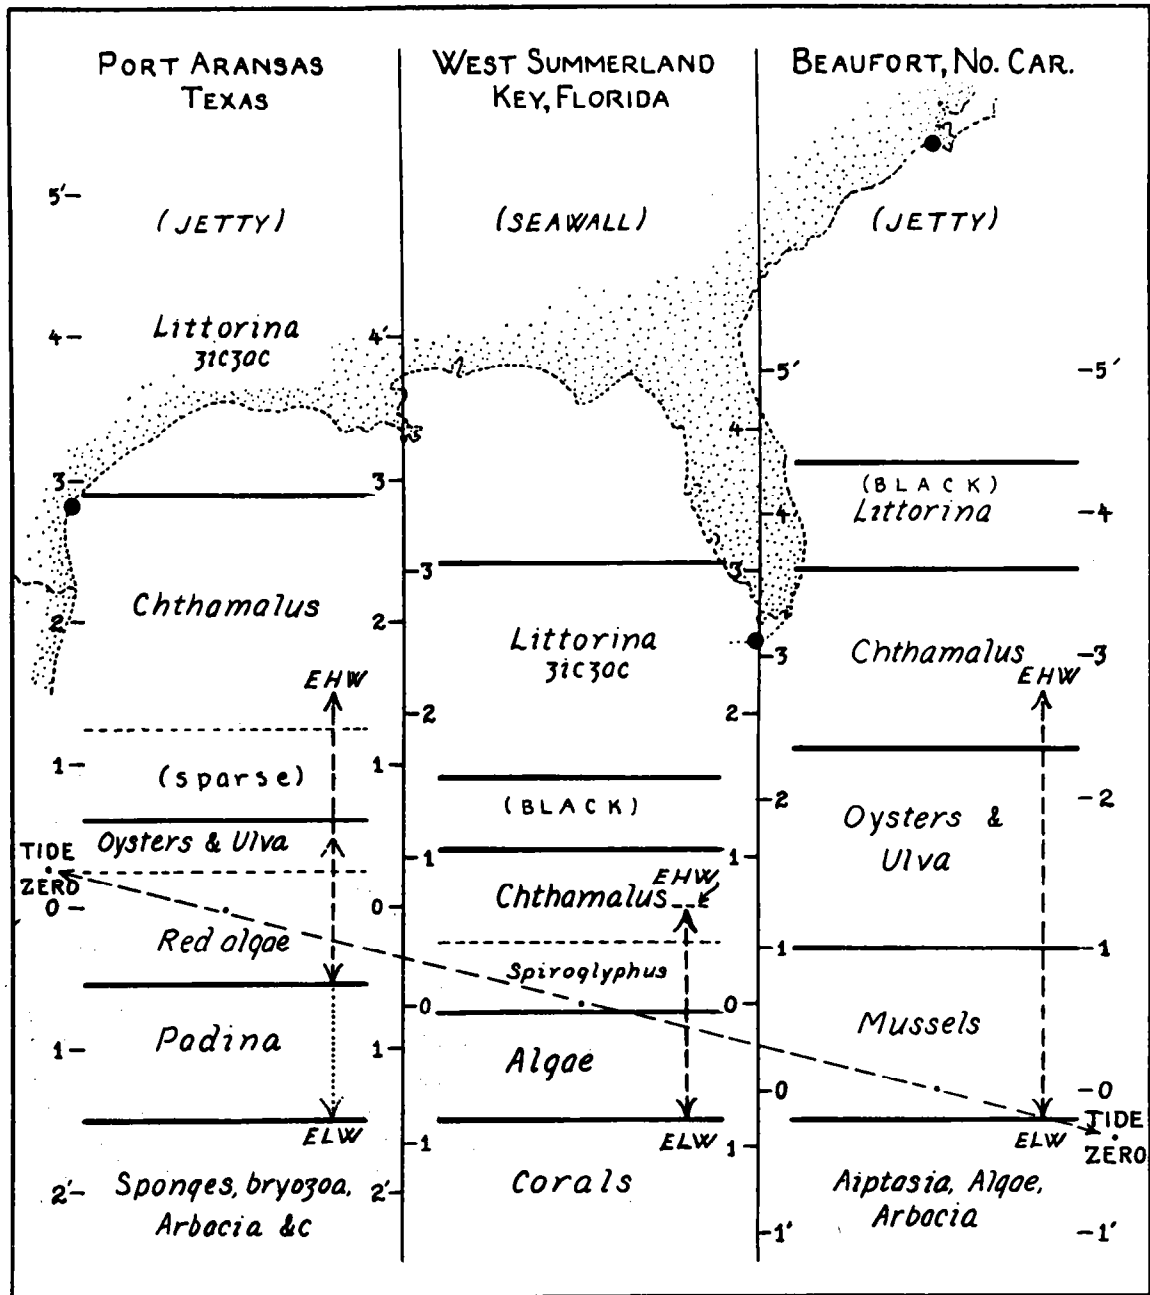 PORT ARANSAS
TEXAS
(JETTY)
Littorina
ziczac
Chthamalus
EHW
(sparse)
Oysters & Ulva
TIDE
ZERO
Red algae
Padina
ELW
Sponges, bryozoa,
Arbacia &c
5'
4
3
2
1
0
1
2'
4'
3
2
1
0
1
2'
WEST SUMMERLAND
KEY, FLORIDA
(SEAWALL)
Littorina
ziczac
(BLACK)
Chthamalus
EHW
Spiroglyphus
Algae
ELW
Corals
3
2
1
0
1
4
3
2
1
0
1
BEAUFORT, NO. CAR.
(JETTY)
(BLACK)
Littorina
Chthamalus
EHW
Oysters &
Ulva
Mussels
ELW
TIDE
ZERO
Aiptasia, Algae,
Arbacia
5'
4
3
2
1
0
1'
5'
4
3
2
1
0
1'